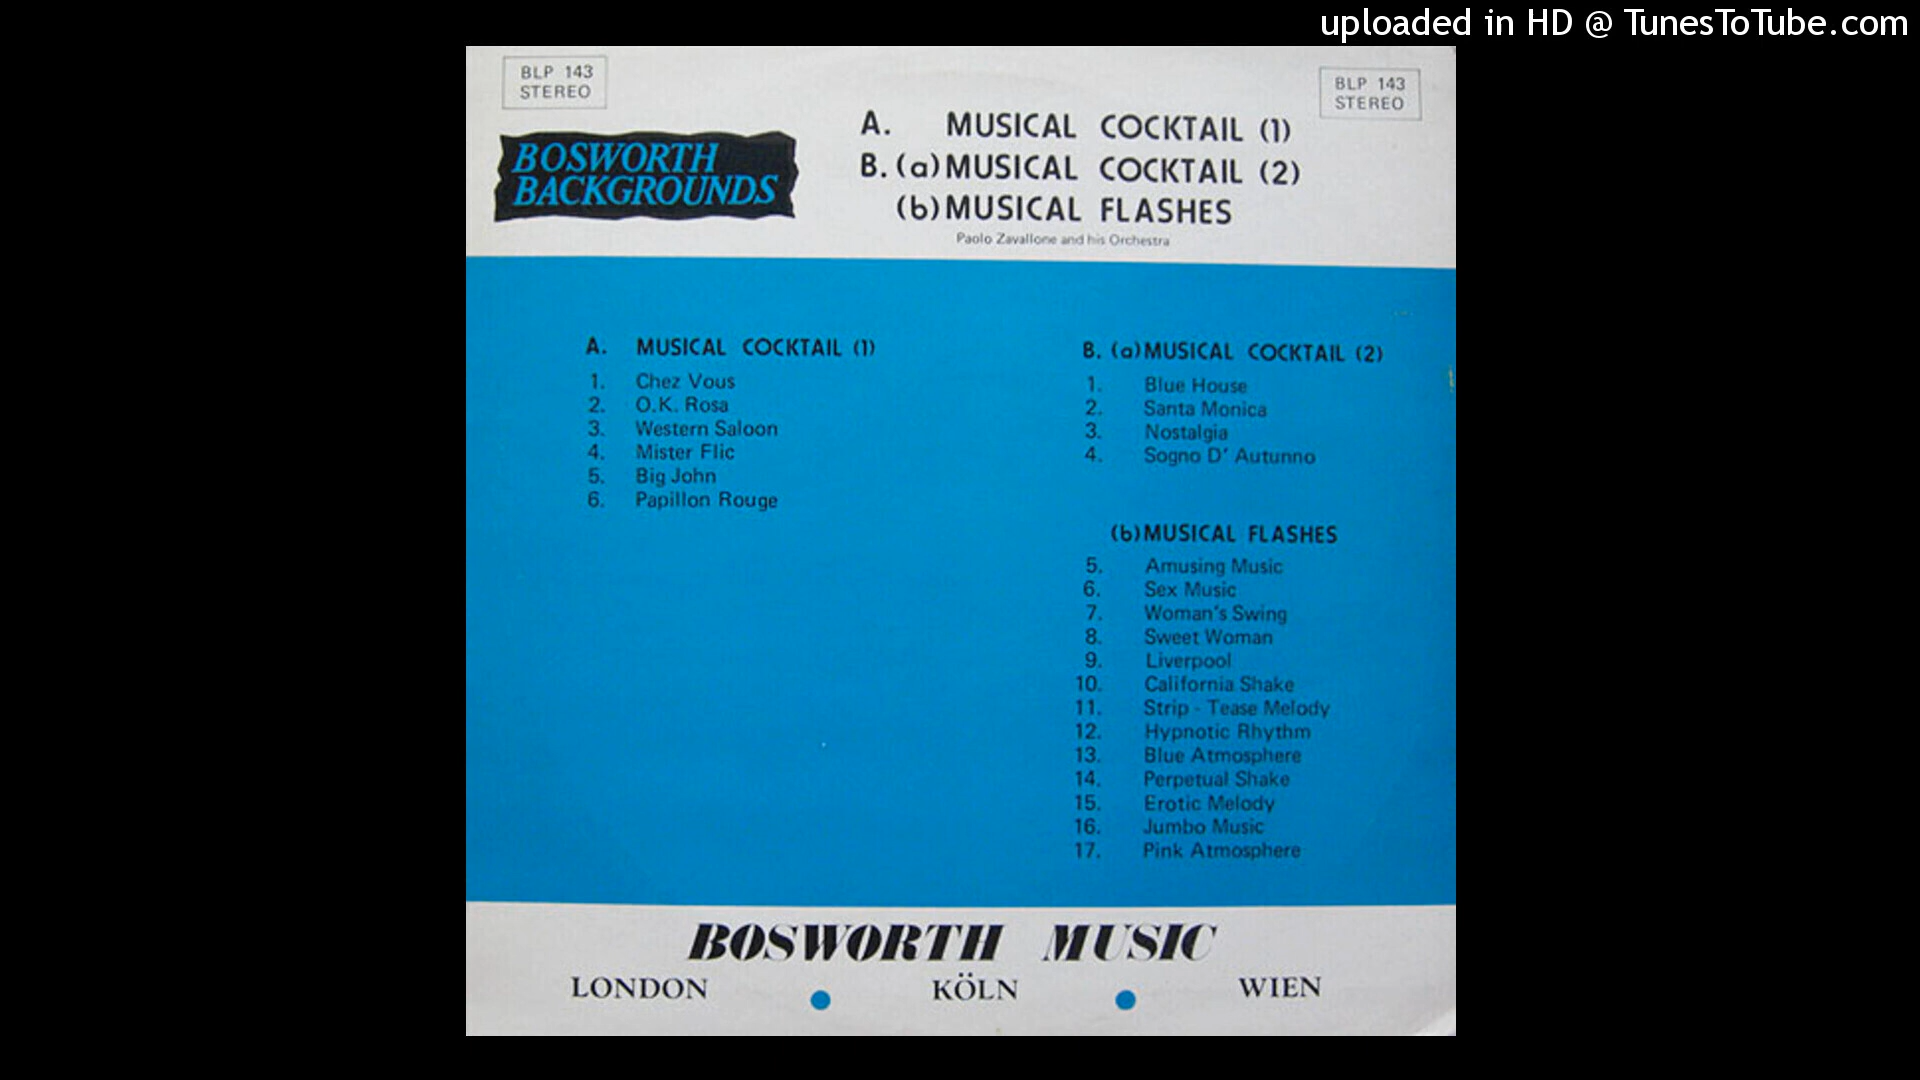 uploaded in HD @ TunesToTube.com
BLP 143
STEREO
BLP 143
STEREO
BOSWORTH
BACKGROUNDS
A. MUSICAL COCKTAIL (1)
B. (a) MUSICAL COCKTAIL (2)
(b) MUSICAL FLASHES
Paolo Zavallone and his Orchestra
A. MUSICAL COCKTAIL (1)
1. Chez Vous
2. O.K. Rosa
3. Western Saloon
4. Mister Flic
5. Big John
6. Papillon Rouge
B. (a) MUSICAL COCKTAIL (2)
1. Blue House
2. Santa Monica
3. Nostalgia
4. Sogno D' Autunno
(b) MUSICAL FLASHES
5. Amusing Music
6. Sex Music
7. Woman's Swing
8. Sweet Woman
9. Liverpool
10. California Shake
11. Strip - Tease Melody
12. Hypnotic Rhythm
13. Blue Atmosphere
14. Perpetual Shake
15. Erotic Melody
16. Jumbo Music
17. Pink Atmosphere
BOSWORTH MUSIC
LONDON • KÖLN • WIEN